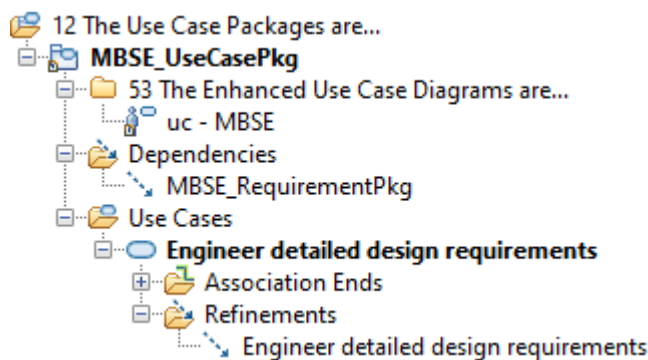 12 The Use Case Packages are...
MBSE_UseCasePkg
53 The Enhanced Use Case Diagrams are...
uc - MBSE
Dependencies
MBSE_RequirementPkg
Use Cases
Engineer detailed design requirements
Association Ends
Refinements
Engineer detailed design requirements